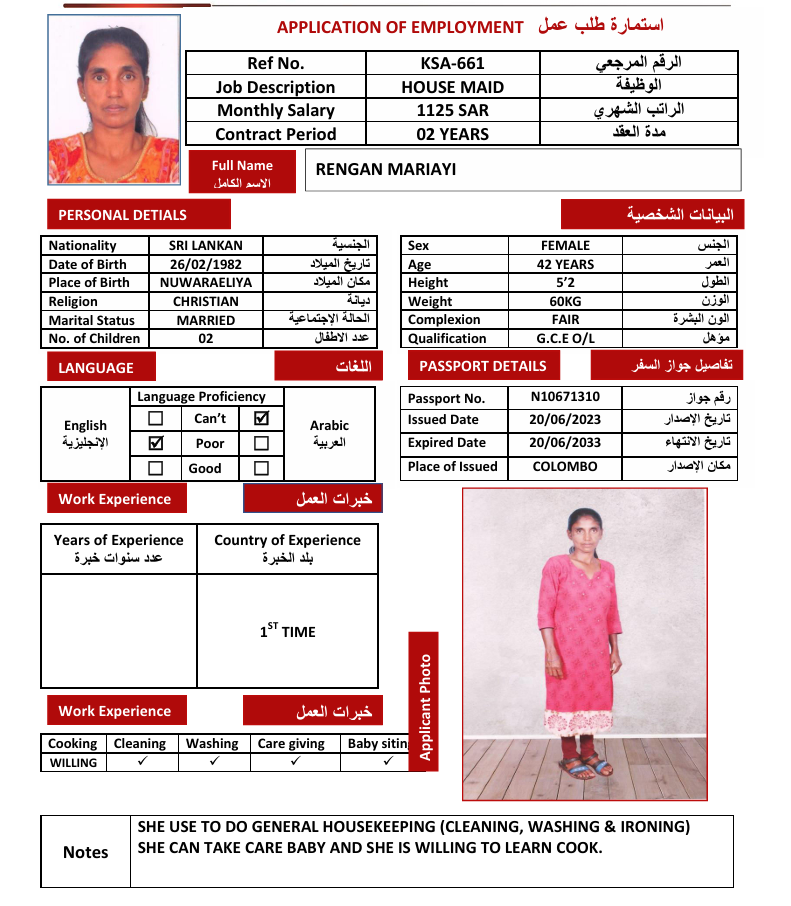 APPLICATION OF EMPLOYMENT استمارة طلب عمل
Ref No. KSA-661 الرقم المرجعي
Job Description HOUSE MAID الوظيفة
Monthly Salary 1125 SAR الراتب الشهري
Contract Period 02 YEARS مدة العقد
Full Name
الاسم الكامل
RENGAN MARIAYI
PERSONAL DETIALS البيانات الشخصية
Nationality SRI LANKAN الجنسية
Date of Birth 26/02/1982 تاريخ الميلاد
Place of Birth NUWARAELIYA مكان الميلاد
Religion CHRISTIAN ديانة
Marital Status MARRIED الحالة الإجتماعية
No. of Children 02 عدد الاطفال
Sex FEMALE الجنس
Age 42 YEARS العمر
Height 5’2 الطول
Weight 60KG الوزن
Complexion FAIR الون البشرة
Qualification G.C.E O/L مؤهل
LANGUAGE اللغات
Language Proficiency
English
الإنجليزية
☐ Can’t ☑
☑ Poor ☐
☐ Good ☐
Arabic
العربية
PASSPORT DETAILS تفاصيل جواز السفر
Passport No. N10671310 رقم جواز
Issued Date 20/06/2023 تاريخ الإصدار
Expired Date 20/06/2033 تاريخ الانتهاء
Place of Issued COLOMBO مكان الإصدار
Work Experience خبرات العمل
Years of Experience
عدد سنوات خبرة
Country of Experience
بلد الخبرة
1ST TIME
Work Experience خبرات العمل
Cooking Cleaning Washing Care giving Baby siting
WILLING ✓ ✓ ✓ ✓
Applicant Photo
Notes
SHE USE TO DO GENERAL HOUSEKEEPING (CLEANING, WASHING & IRONING)
SHE CAN TAKE CARE BABY AND SHE IS WILLING TO LEARN COOK.